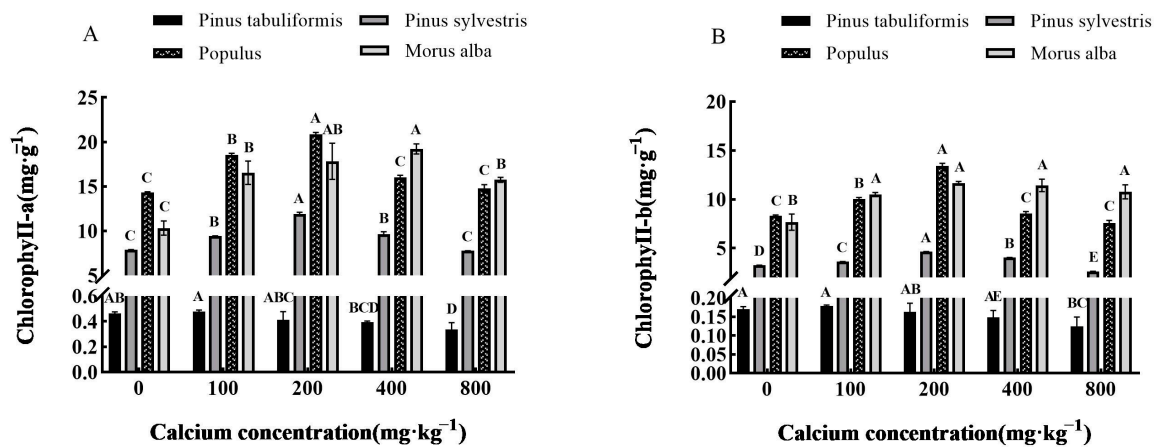 A
Pinus tabuliformis
Pinus sylvestris
Populus
Morus alba
ChlorophyII-a(mg·g⁻¹)
25
20
15
10
5
0.6
0.4
0.2
0.0
C C C
B B B
A A AB
B C A
C C B
AB A ABC BCD D
0 100 200 400 800
Calcium concentration(mg·kg⁻¹)
B
Pinus tabuliformis
Pinus sylvestris
Populus
Morus alba
ChlorophyII-b(mg·g⁻¹)
20
15
10
5
0.20
0.15
0.10
0.05
0.00
D C B
C B A
A A A
B C A
E C A
A A AB AE BC
0 100 200 400 800
Calcium concentration(mg·kg⁻¹)